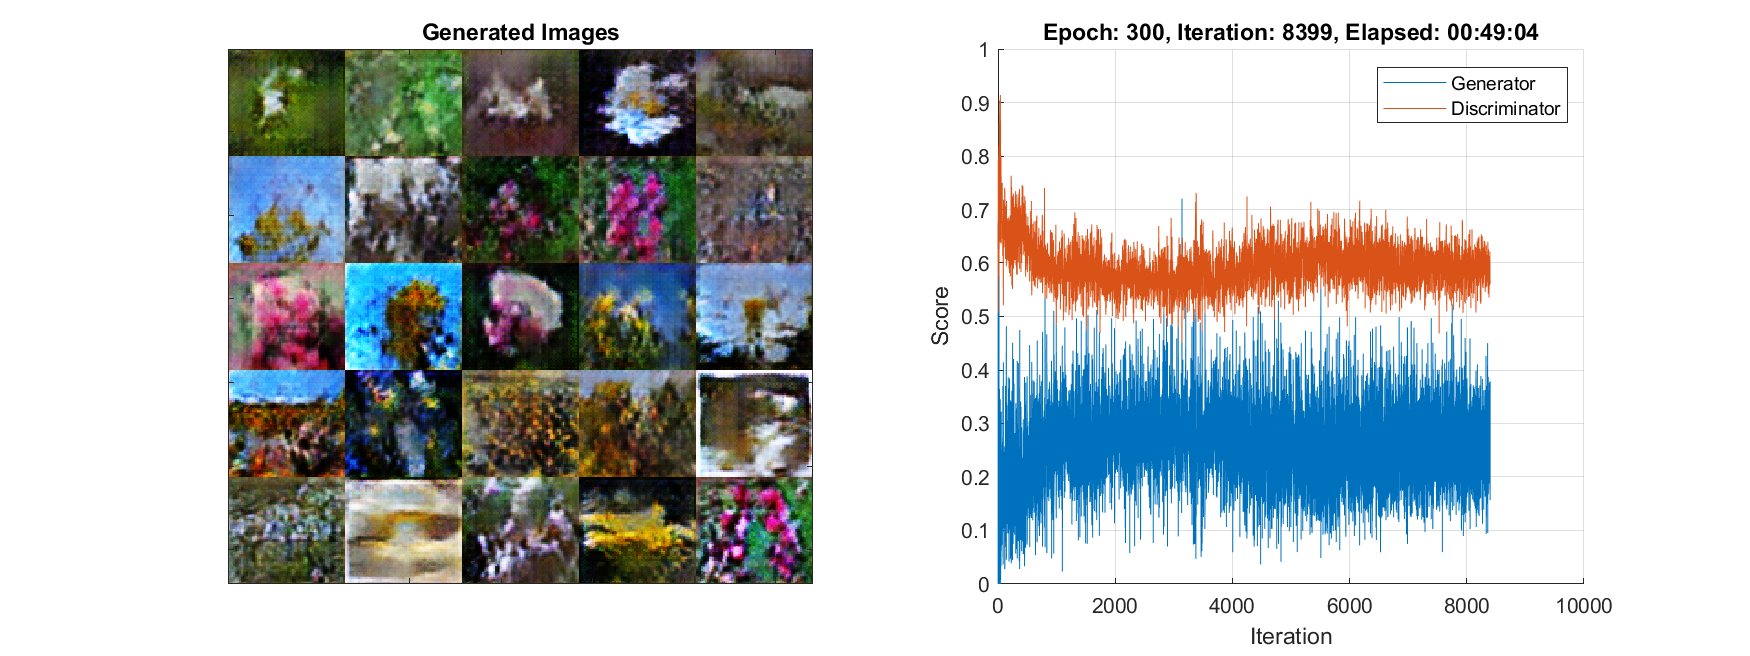 Generated Images
Epoch: 300, Iteration: 8399, Elapsed: 00:49:04
1
0.9
0.8
0.7
0.6
0.5
0.4
0.3
0.2
0.1
0
Score
Generator
Discriminator
0 2000 4000 6000 8000 10000
Iteration